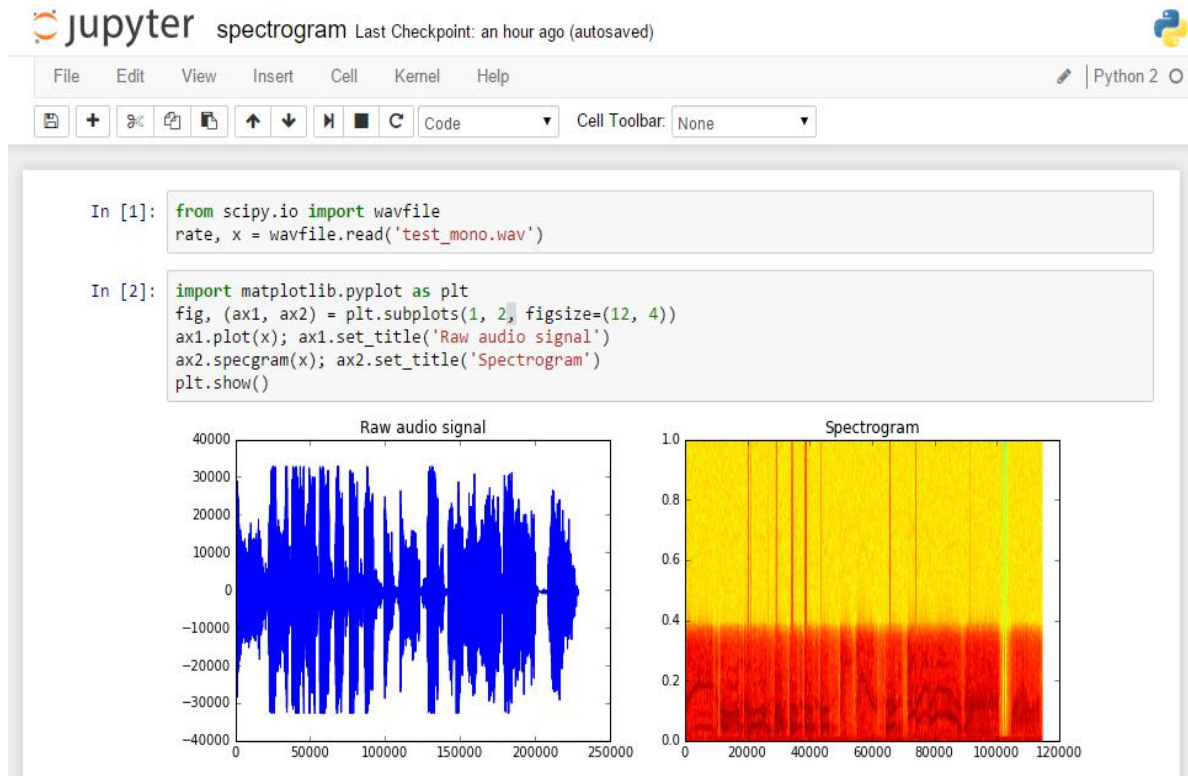 jupyter spectrogram Last Checkpoint: an hour ago (autosaved)
File Edit View Insert Cell Kernel Help Python 2
Code Cell Toolbar: None
In [1]: from scipy.io import wavfile
rate, x = wavfile.read('test_mono.wav')
In [2]: import matplotlib.pyplot as plt
fig, (ax1, ax2) = plt.subplots(1, 2, figsize=(12, 4))
ax1.plot(x); ax1.set_title('Raw audio signal')
ax2.specgram(x); ax2.set_title('Spectrogram')
plt.show()
Raw audio signal
40000
30000
20000
10000
0
−10000
−20000
−30000
−40000
0 50000 100000 150000 200000 250000
Spectrogram
1.0
0.8
0.6
0.4
0.2
0.0
0 20000 40000 60000 80000 100000 120000